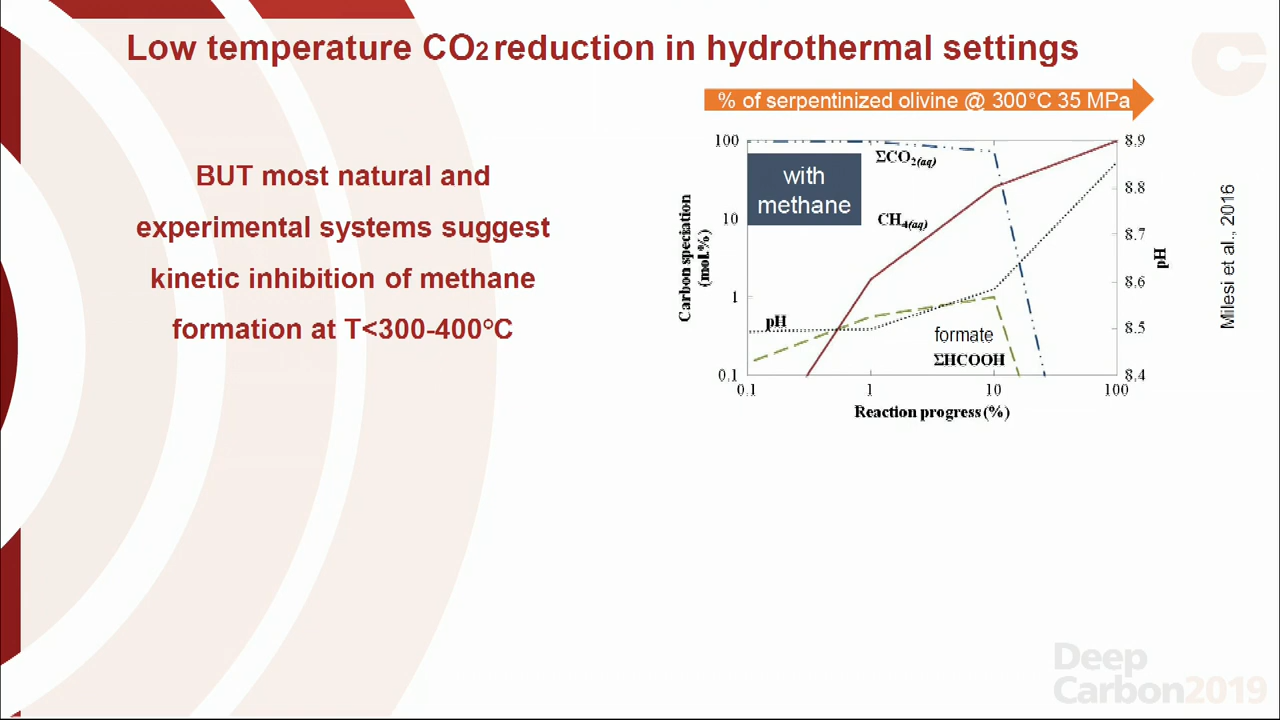 Low temperature CO2 reduction in hydrothermal settings
BUT most natural and
experimental systems suggest
kinetic inhibition of methane
formation at T<300-400°C
% of serpentinized olivine @ 300°C 35 MPa
100
10
1
0.1
Carbon speciation
(mol.%)
with
methane
ΣCO2(aq)
CH4(aq)
pH
formate
ΣHCOOH
8.9
8.8
8.7
8.6
8.5
8.4
pH
0.1
1
10
100
Reaction progress (%)
Milesi et al., 2016
Deep
Carbon2019